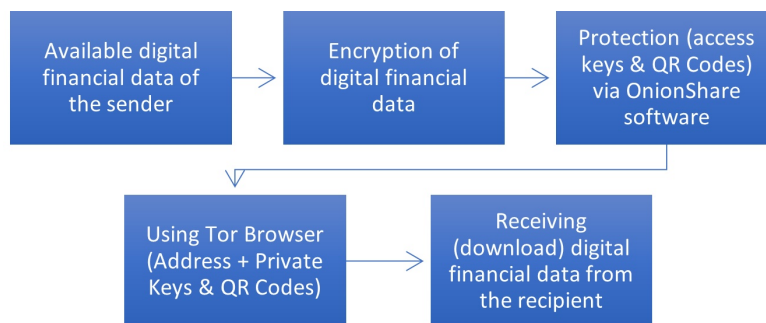 Available digital
financial data of
the sender
Encryption of
digital financial
data
Protection (access
keys & QR Codes)
via OnionShare
software
Using Tor Browser
(Address + Private
Keys & QR Codes)
Receiving
(download) digital
financial data from
the recipient